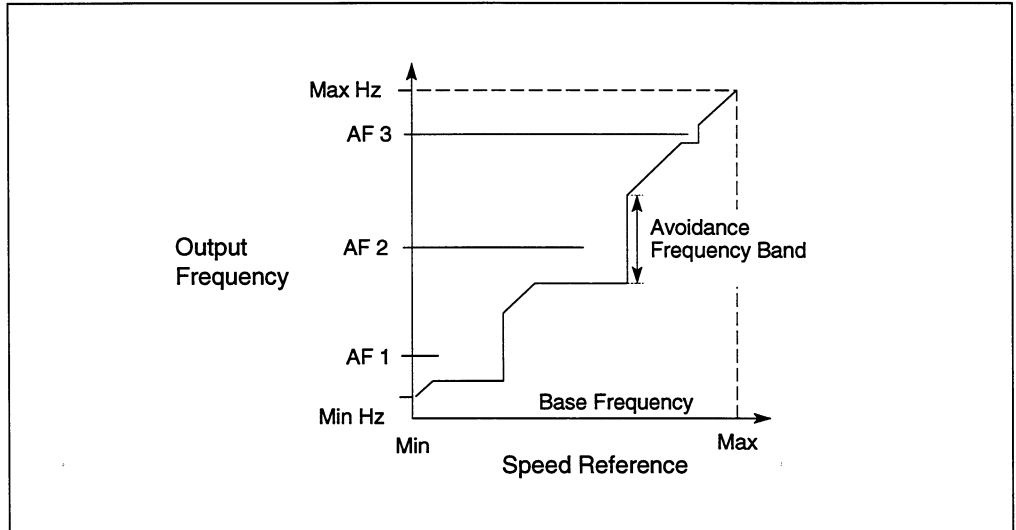 Max Hz
AF 3
Output
Frequency
AF 2
Avoidance
Frequency Band
AF 1
Min Hz
Base Frequency
Min
Max
Speed Reference